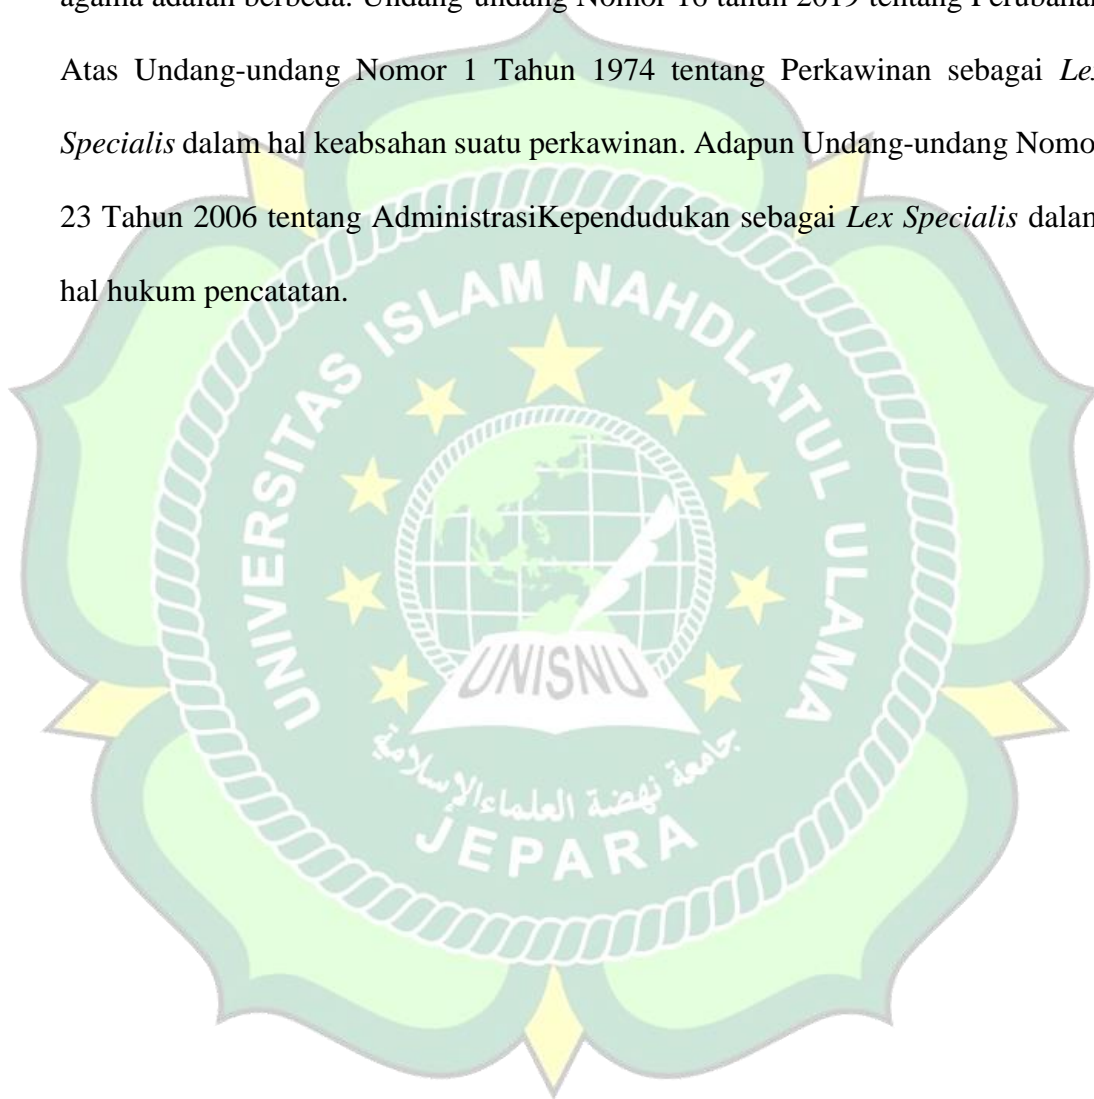 agama adalah berbeda. Undang-undang Nomor 16 tahun 2019 tentang Perubahan
Atas Undang-undang Nomor 1 Tahun 1974 tentang Perkawinan sebagai Lex
Specialis dalam hal keabsahan suatu perkawinan. Adapun Undang-undang Nomo
23 Tahun 2006 tentang AdministrasiKependudukan sebagai Lex Specialis dalam
hal hukum pencatatan.
UNIVERSITAS ISLAM NAHDLATUL ULAMA
UNISNU
جامعة نهضة العلماء الإسلامية
JEPARA